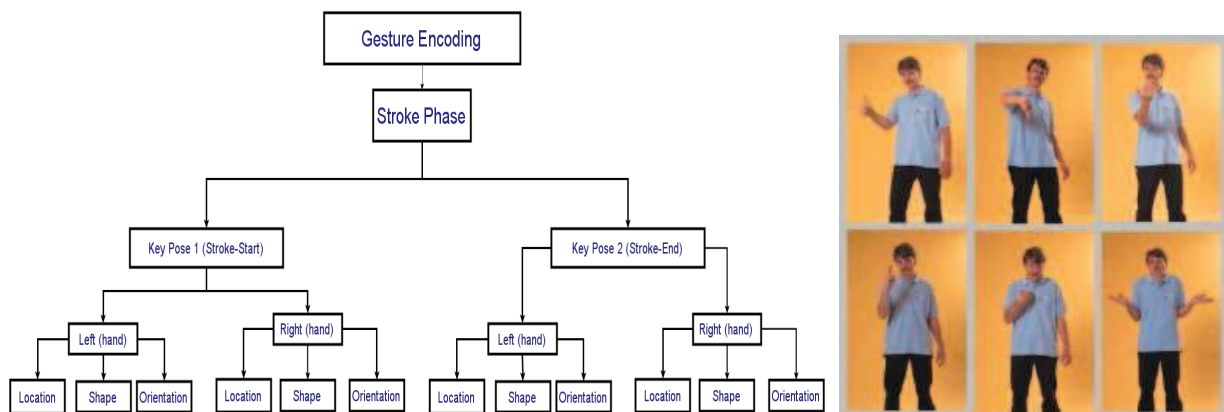 Gesture Encoding
Stroke Phase
Key Pose 1 (Stroke-Start)
Key Pose 2 (Stroke-End)
Left (hand)
Right (hand)
Left (hand)
Right (hand)
Location
Shape
Orientation
Location
Shape
Orientation
Location
Shape
Orientation
Location
Shape
Orientation